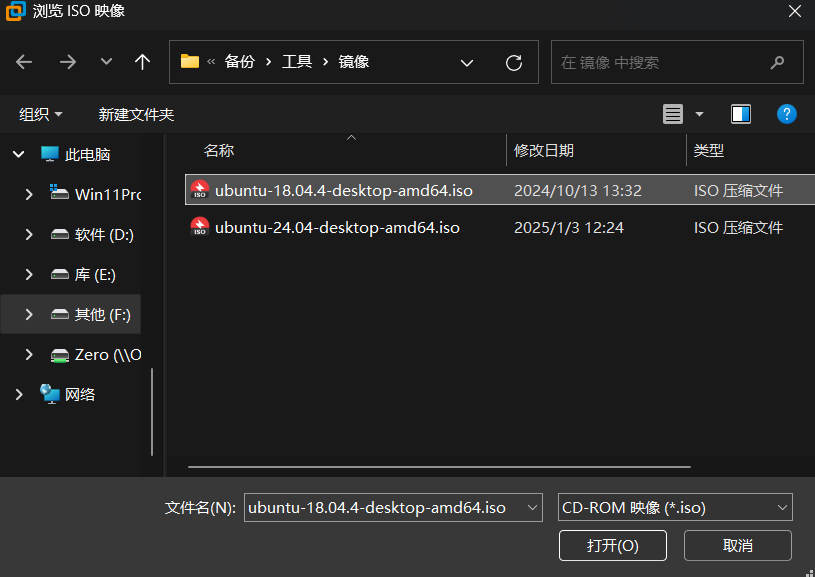 浏览 ISO 映像
« 备份 › 工具 › 镜像
在 镜像 中搜索
组织
新建文件夹
此电脑
Win11Pro
软件 (D:)
库 (E:)
其他 (F:)
Zero (\\O
网络
名称 修改日期 类型
ISO ubuntu-18.04.4-desktop-amd64.iso 2024/10/13 13:32 ISO 压缩文件
ISO ubuntu-24.04-desktop-amd64.iso 2025/1/3 12:24 ISO 压缩文件
文件名(N): ubuntu-18.04.4-desktop-amd64.iso CD-ROM 映像 (*.iso)
打开(O) 取消